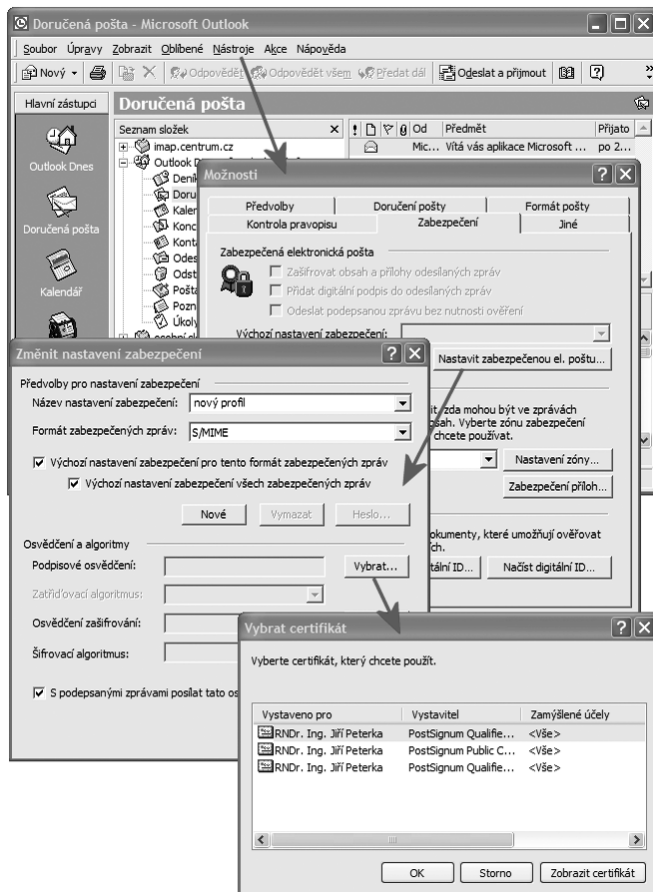 Doručená pošta - Microsoft Outlook
Soubor Úpravy Zobrazit Oblíbené Nástroje Akce Nápověda
Nový Odpovědět Odpovědět všem Předat dál Odeslat a přijmout
Hlavní zástupci
Doručená pošta
Seznam složek
Od Předmět Přijato
imap.centrum.cz
Mic... Vítá vás aplikace Microsoft ... po 2...
Outlook Dnes
Outlook
Deník
Doru
Kalen
Konc
Konta
Odes
Odst
Pošta
Pozn
Úkoly
Doručená pošta
Kalendář
Možnosti
Předvolby Doručení pošty Formát pošty
Kontrola pravopisu Zabezpečení Jiné
Zabezpečená elektronická pošta
Zašifrovat obsah a přílohy odesílaných zpráv
Přidat digitální podpis do odesílaných zpráv
Odeslat podepsanou zprávu bez nutnosti ověření
Výchozí nastavení zabezpečení:
Nastavit zabezpečenou el. poštu...
it, zda mohou být ve zprávách
bsah. Vyberte zónu zabezpečení
chcete používat.
Nastavení zóny...
Zabezpečení příloh...
okumenty, které umožňují ověřovat
ch.
tální ID... Načíst digitální ID...
Změnit nastavení zabezpečení
Předvolby pro nastavení zabezpečení
Název nastavení zabezpečení: nový profil
Formát zabezpečených zpráv: S/MIME
Výchozí nastavení zabezpečení pro tento formát zabezpečených zpráv
Výchozí nastavení zabezpečení všech zabezpečených zpráv
Nové Vymazat Heslo...
Osvědčení a algoritmy
Podpisové osvědčení: Vybrat...
Zatřiďovací algoritmus:
Osvědčení zašifrování:
Šifrovací algoritmus:
S podepsanými zprávami posílat tato os
Vybrat certifikát
Vyberte certifikát, který chcete použít.
Vystaveno pro Vystavitel Zamýšlené účely
RNDr. Ing. Jiří Peterka PostSignum Qualifie... <Vše>
RNDr. Ing. Jiří Peterka PostSignum Public C... <Vše>
RNDr. Ing. Jiří Peterka PostSignum Qualifie... <Vše>
OK Storno Zobrazit certifikát